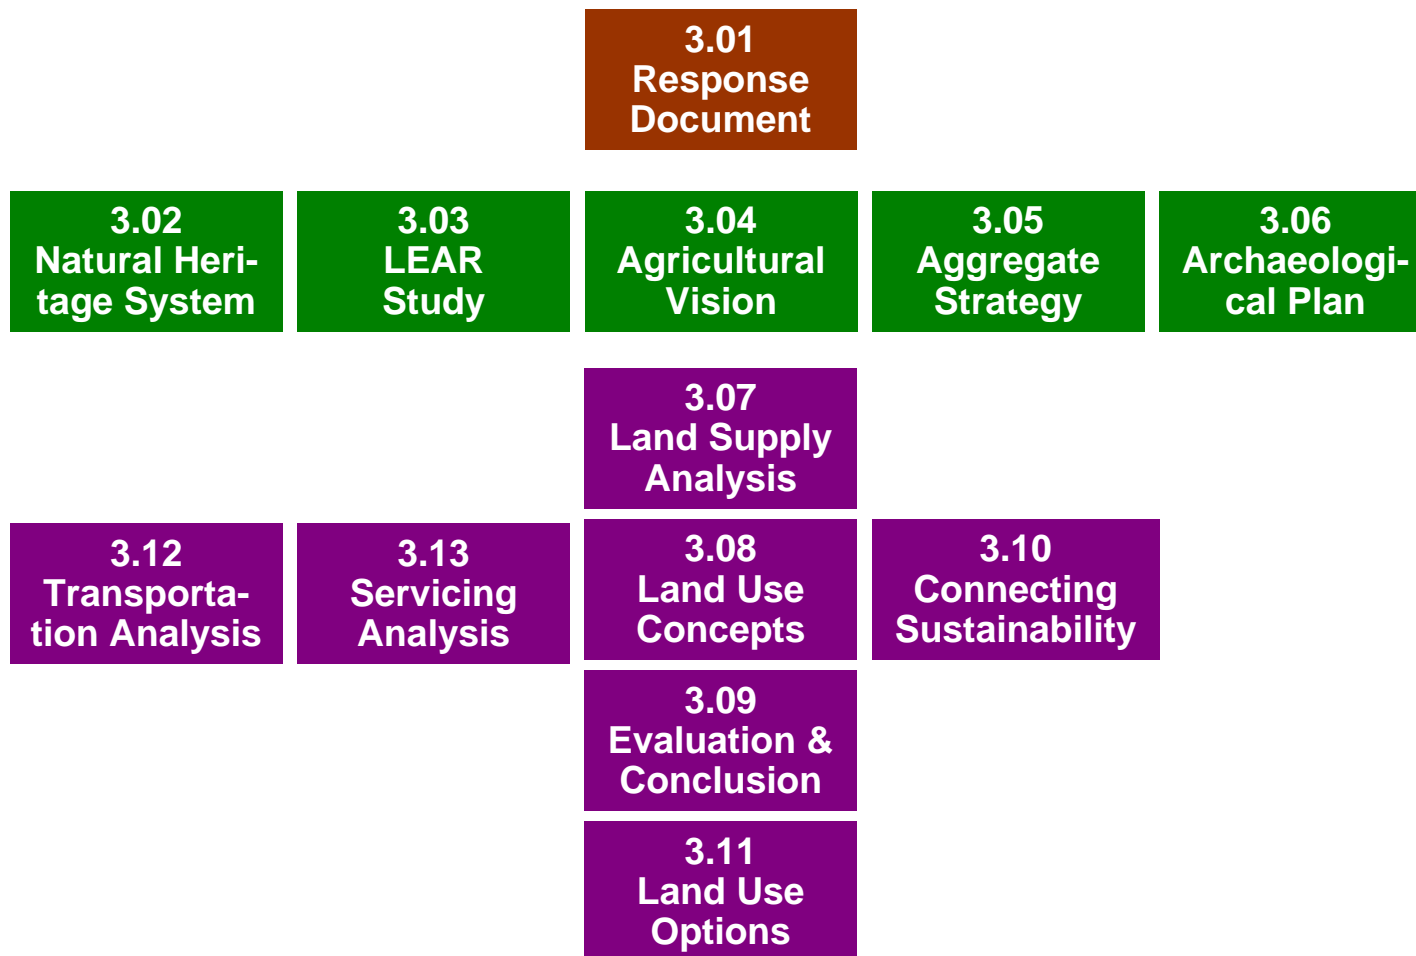 3.01
Response
Document
3.02
Natural Heri-
tage System
3.03
LEAR
Study
3.04
Agricultural
Vision
3.05
Aggregate
Strategy
3.06
Archaeologi-
cal Plan
3.07
Land Supply
Analysis
3.12
Transporta-
tion Analysis
3.13
Servicing
Analysis
3.08
Land Use
Concepts
3.10
Connecting
Sustainability
3.09
Evaluation &
Conclusion
3.11
Land Use
Options